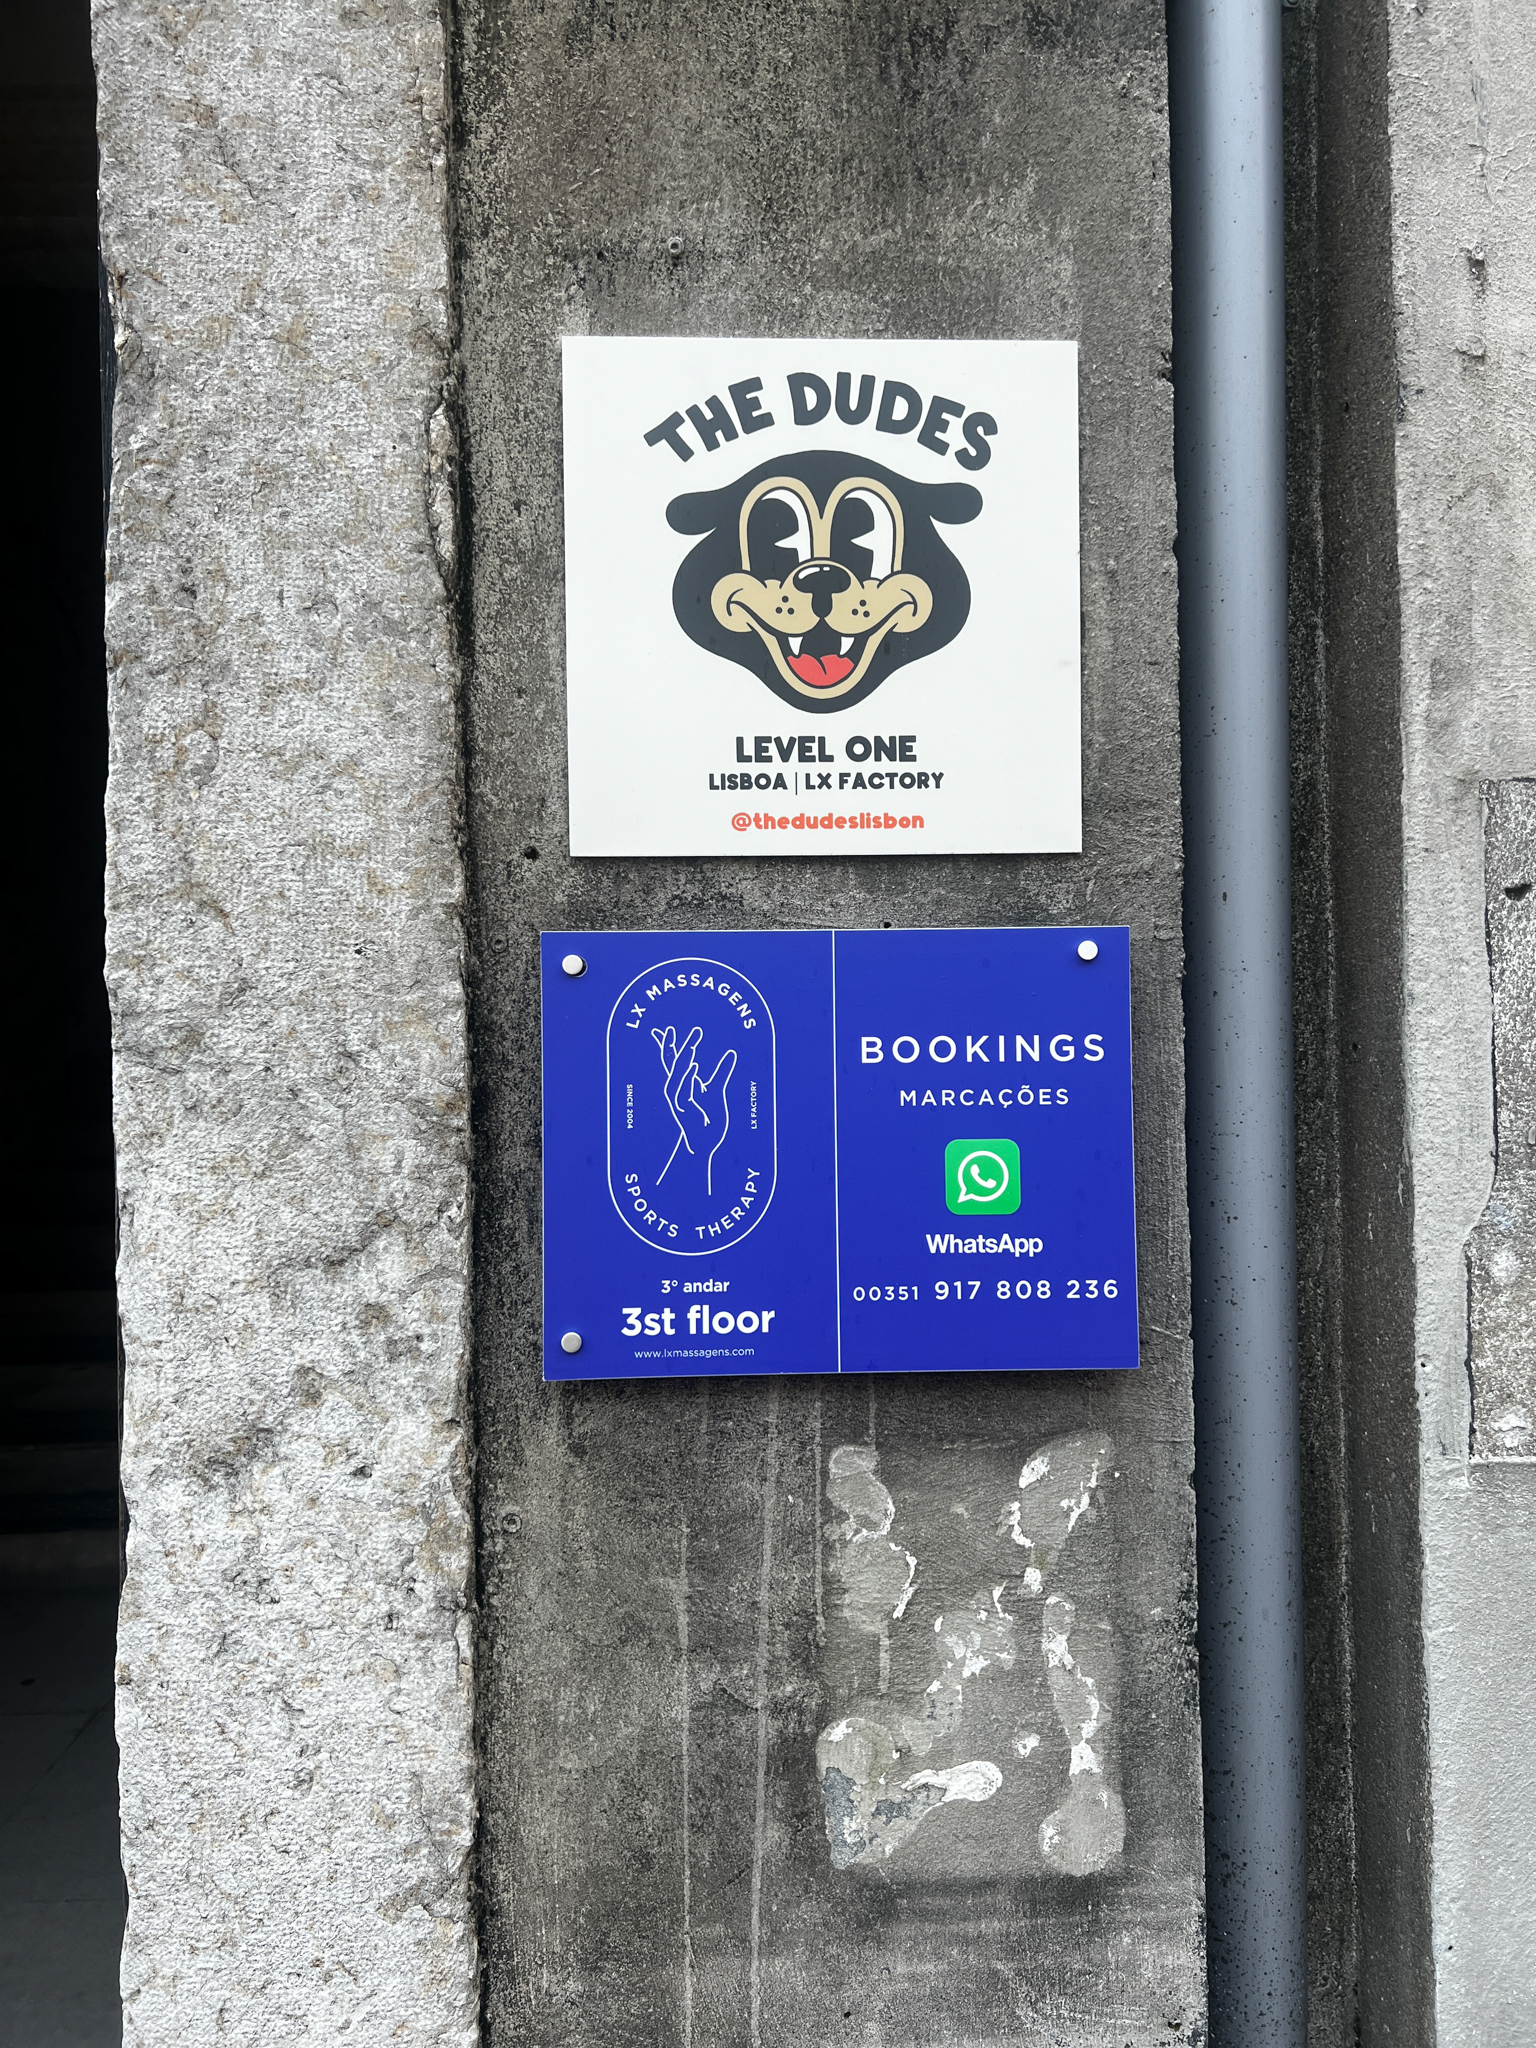 THE DUDES
LEVEL ONE
LISBOA | LX FACTORY
@thedudeslisbon
LX MASSAGENS
SINCE 2004
LX FACTORY
SPORTS THERAPY
3° andar
3st floor
www.lxmassagens.com
BOOKINGS
MARCAÇÕES
WhatsApp
00351 917 808 236